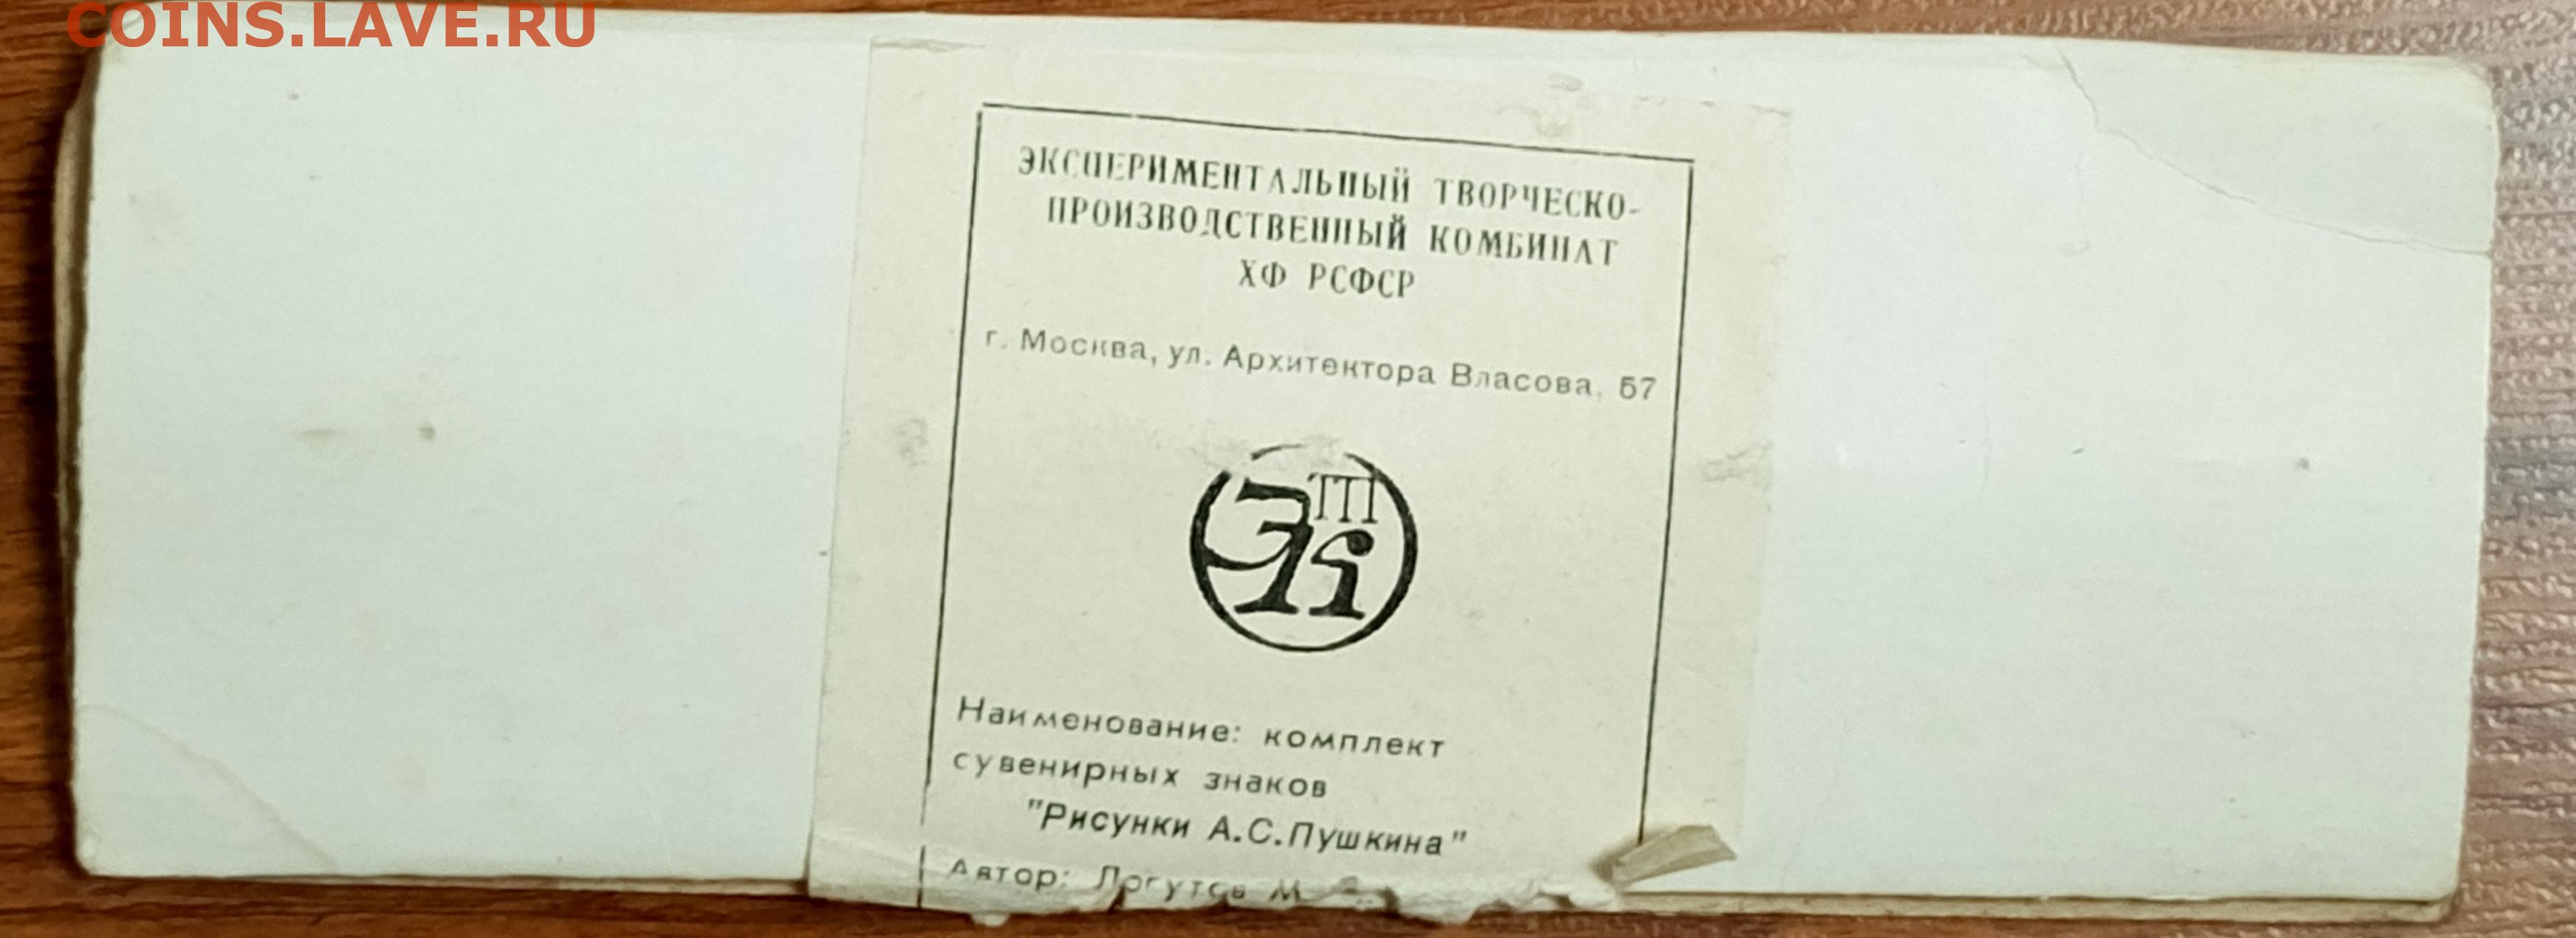 COINS.LAVE.RU
ЭКСПЕРИМЕНТАЛЬНЫЙ ТВОРЧЕСКО-
ПРОИЗВОДСТВЕННЫЙ КОМБИНАТ
ХФ РСФСР
г. Москва, ул. Архитектора Власова, 57
Наименование: комплект
сувенирных знаков
"Рисунки А.С.Пушкина"
Автор: Логутов М.